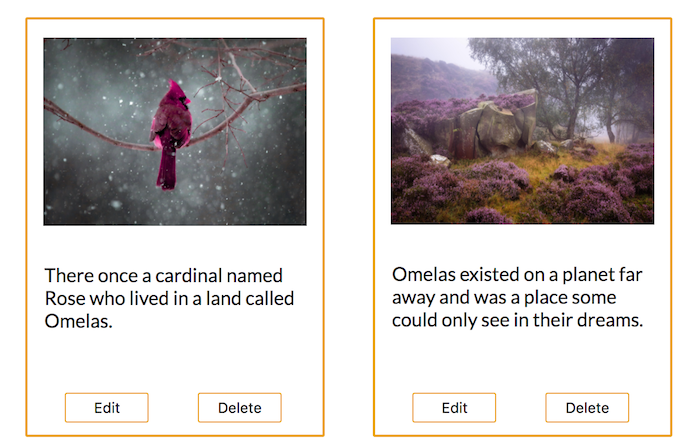 There once a cardinal named
Rose who lived in a land called
Omelas.
Edit
Delete
Omelas existed on a planet far
away and was a place some
could only see in their dreams.
Edit
Delete